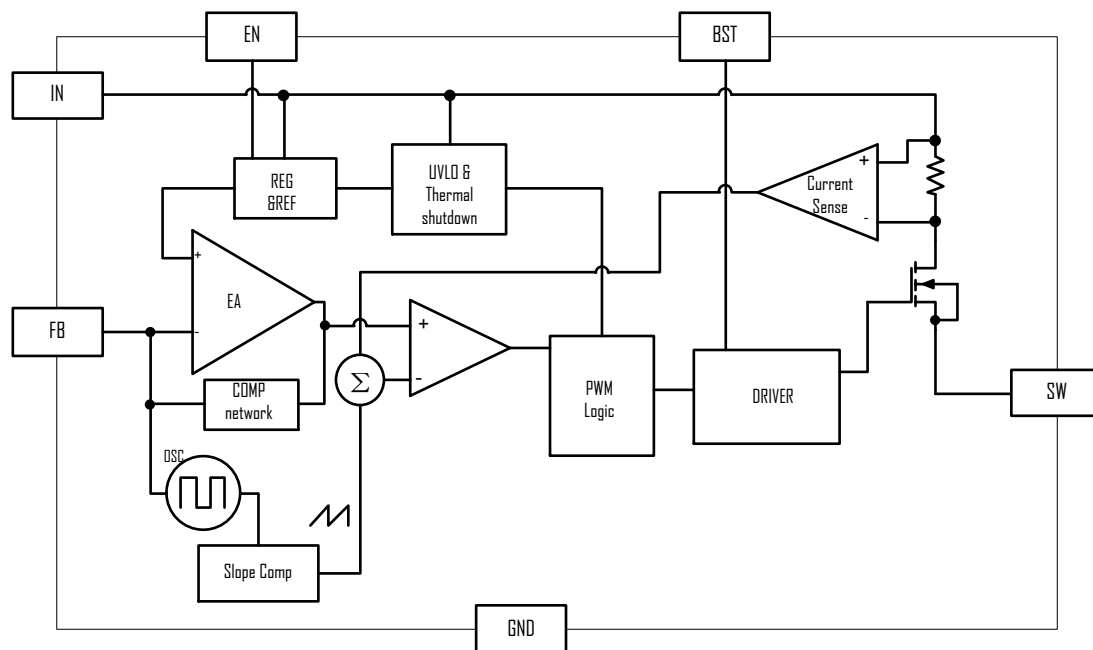 EN
BST
IN
REG
&REF
UVLO &
Thermal
shutdown
+
Current
Sense
-
+
EA
-
FB
+
-
Σ
COMP
network
PWM
Logic
DRIVER
SW
OSC
Slope Comp
GND